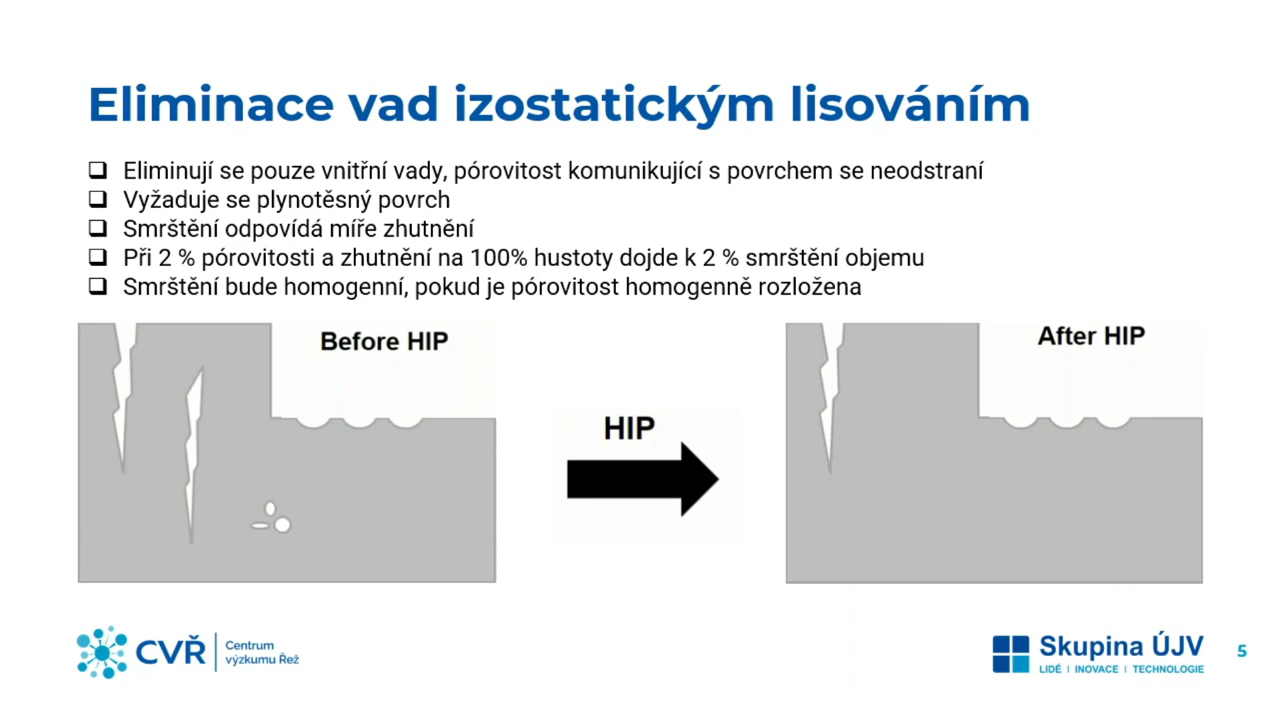 Eliminace vad izostatickým lisováním
Eliminují se pouze vnitřní vady, pórovitost komunikující s povrchem se neodstraní
Vyžaduje se plynotěsný povrch
Smrštění odpovídá míře zhutnění
Při 2 % pórovitosti a zhutnění na 100% hustoty dojde k 2 % smrštění objemu
Smrštění bude homogenní, pokud je pórovitost homogenně rozložena
Before HIP
HIP
After HIP
CVŘ
Centrum
výzkumu Řež
Skupina ÚJV
LIDÉ | INOVACE | TECHNOLOGIE
5